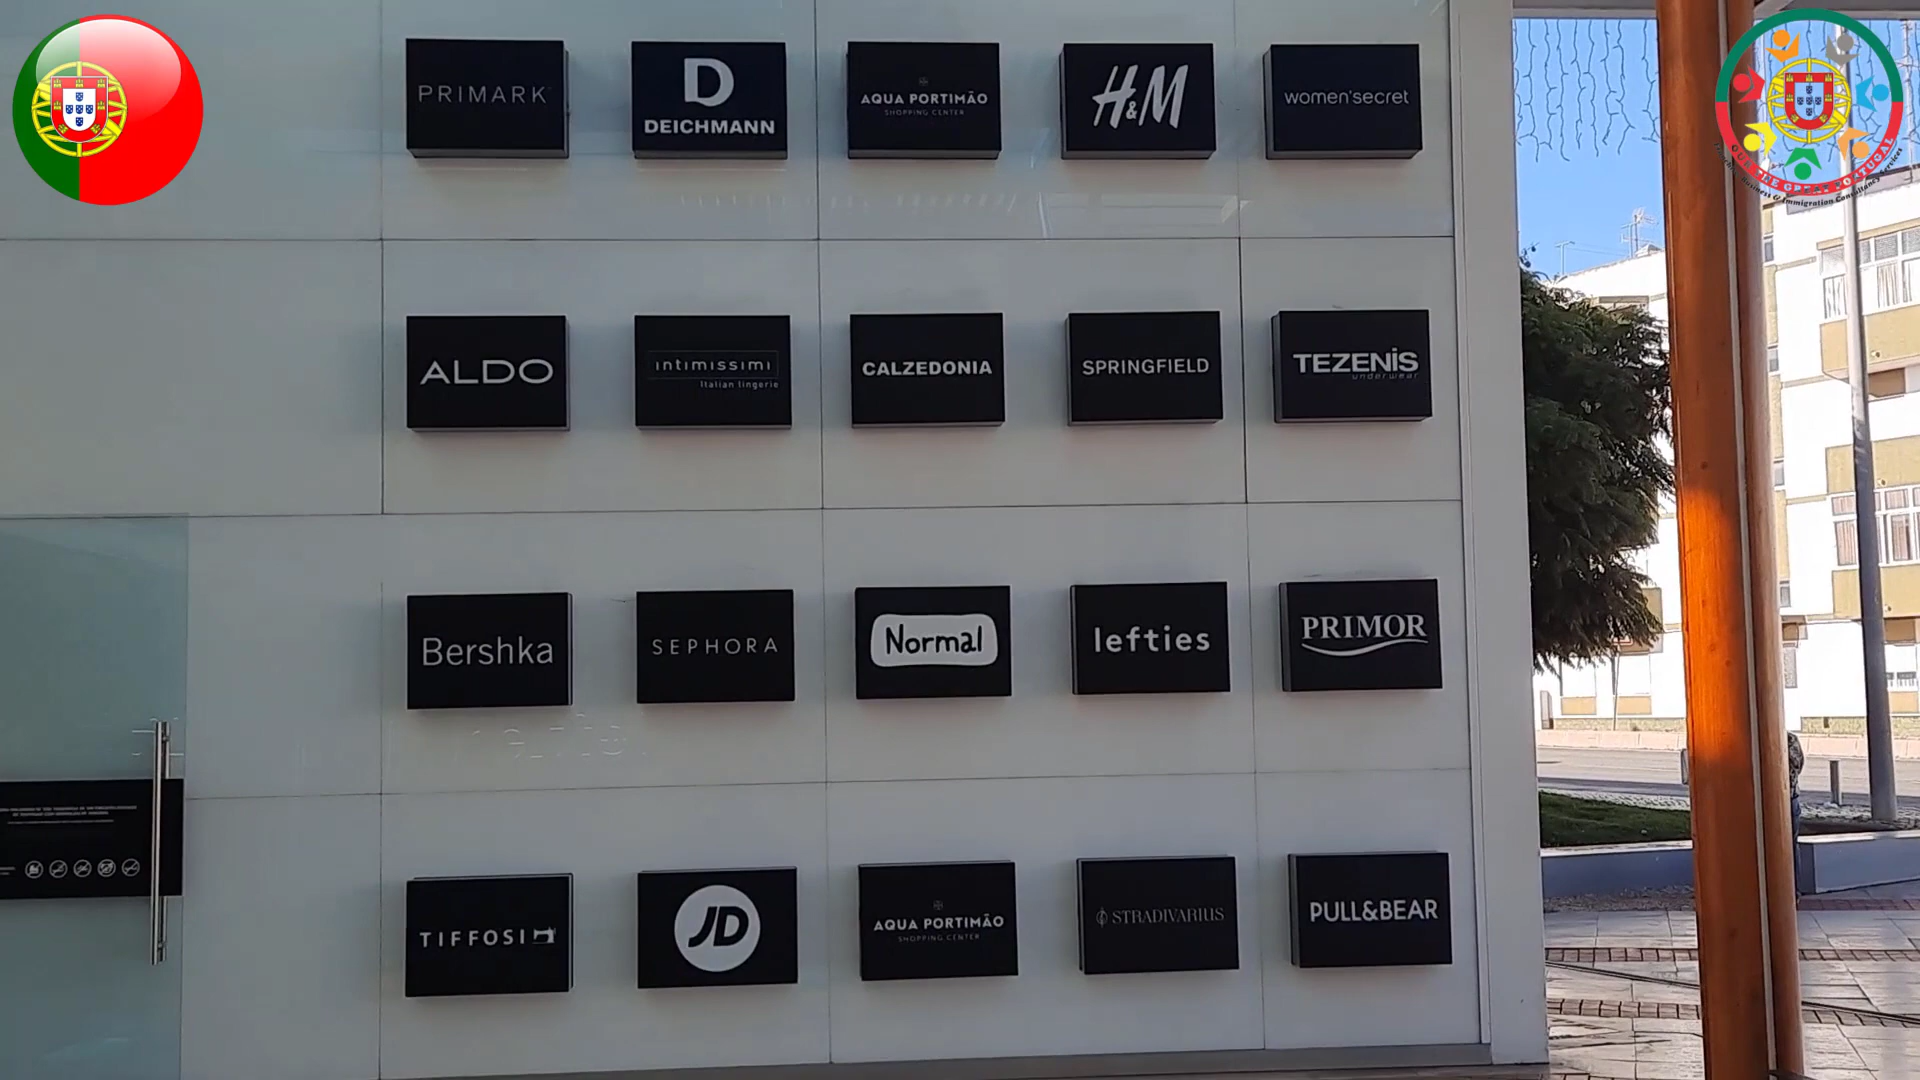 PRIMARK
D
DEICHMANN
AQUA PORTIMÃO
SHOPPING CENTER
H&M
women'secret
ALDO
intimissimi
Italian lingerie
CALZEDONIA
SPRINGFIELD
TEZENIS
underwear
Bershka
SEPHORA
Normal
lefties
PRIMOR
TIFFOSI
JD
AQUA PORTIMÃO
SHOPPING CENTER
STRADIVARIUS
PULL&BEAR